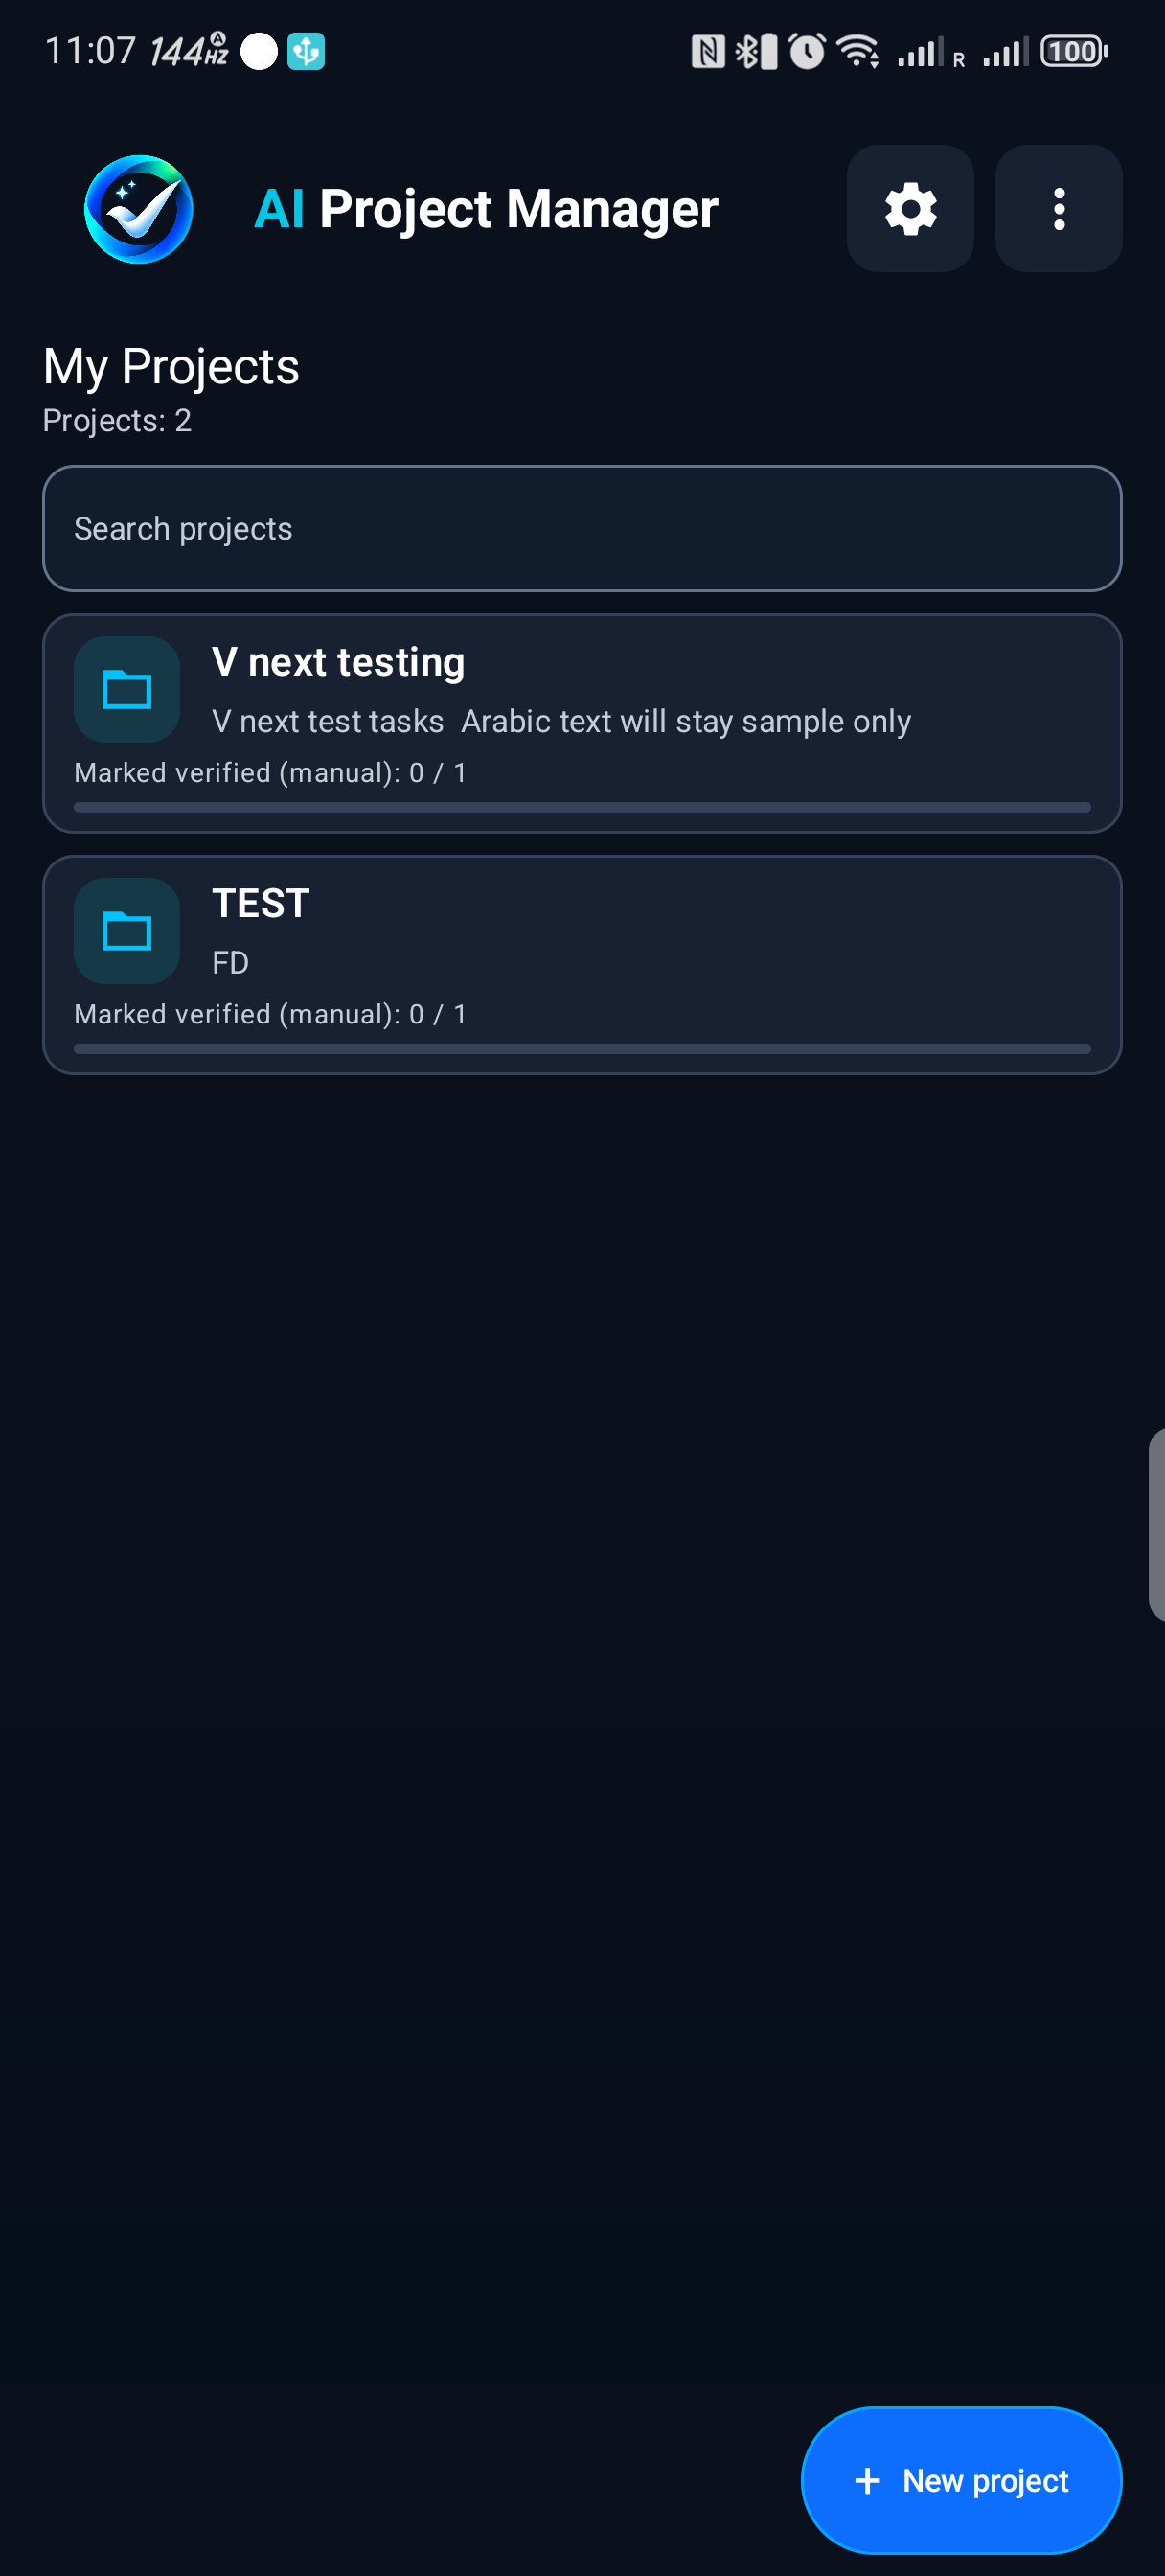 11:07 144HZ A
R 100
AI Project Manager
My Projects
Projects: 2
Search projects
V next testing
V next test tasks  Arabic text will stay sample only
Marked verified (manual): 0 / 1
TEST
FD
Marked verified (manual): 0 / 1
+ New project